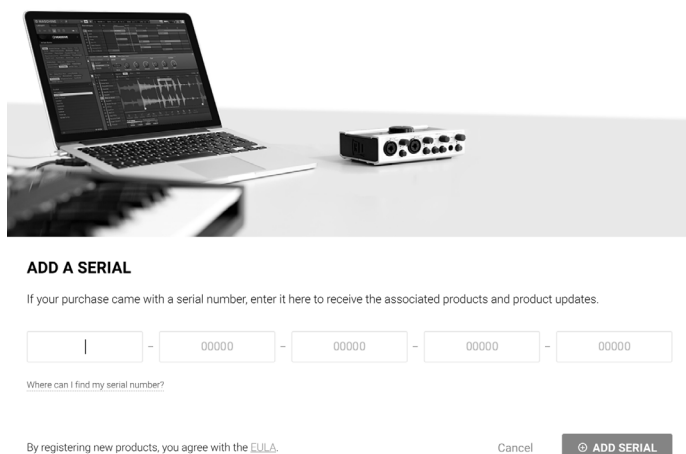 ADD A SERIAL
If your purchase came with a serial number, enter it here to receive the associated products and product updates.
– 00000 – 00000 – 00000 – 00000
Where can I find my serial number?
By registering new products, you agree with the EULA. Cancel ADD SERIAL